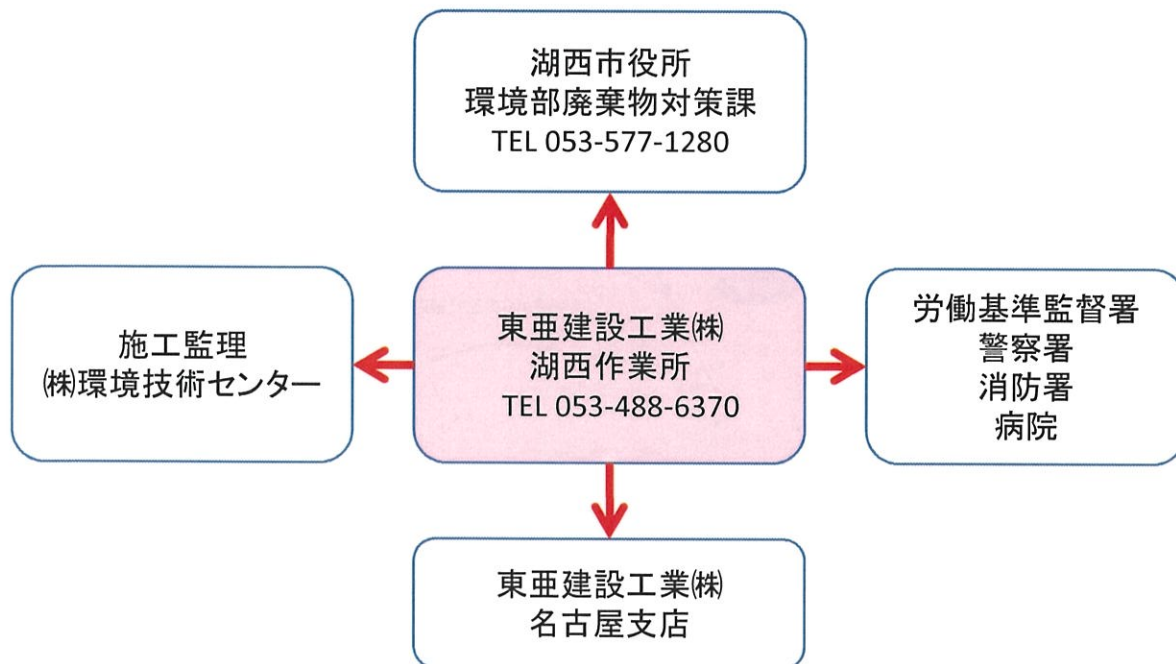 湖西市役所
環境部廃棄物対策課
TEL 053-577-1280
施工監理
㈱環境技術センター
東亜建設工業㈱
湖西作業所
TEL 053-488-6370
労働基準監督署
警察署
消防署
病院
東亜建設工業㈱
名古屋支店